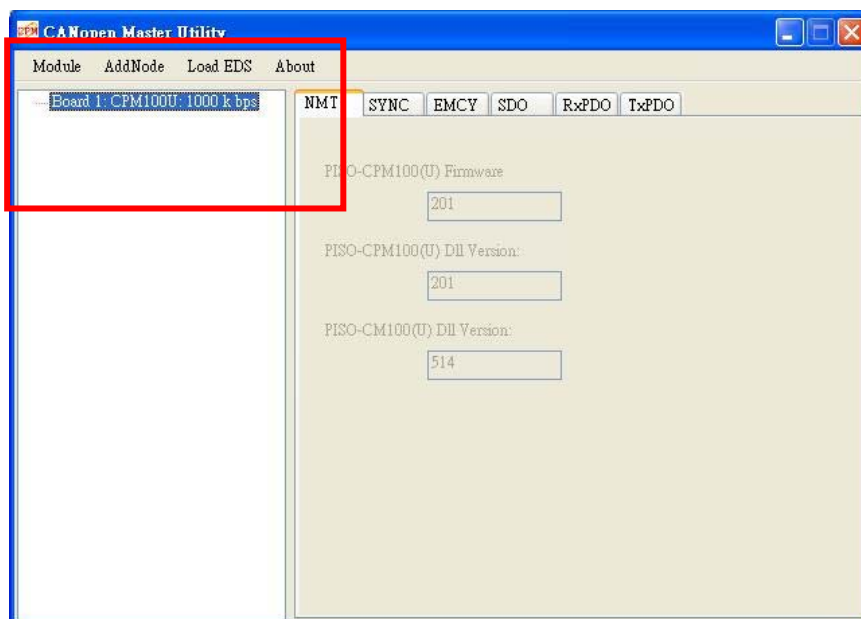 CPM CANopen Master Utility
Module AddNode Load EDS About
Board 1: CPM100U: 1000 k bps
NMT SYNC EMCY SDO RxPDO TxPDO
PISO-CPM100(U) Firmware
201
PISO-CPM100(U) Dll Version:
201
PISO-CM100(U) Dll Version:
514